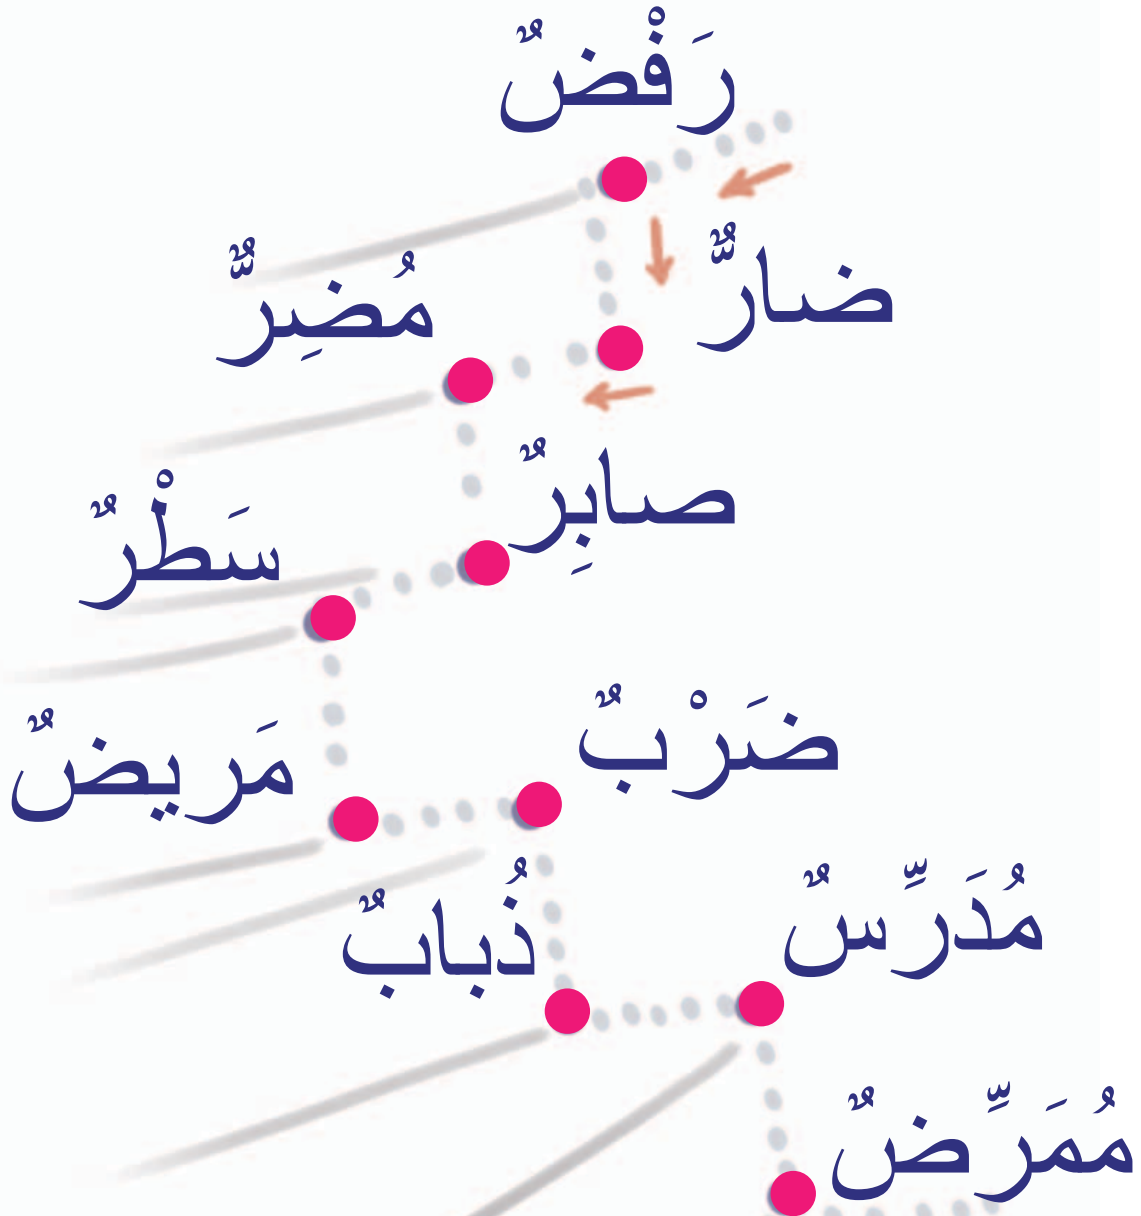 رَفْضٌ
ضارٌّ
مُضِرٌّ
صابِرٌ
سَطْرٌ
مَريضٌ
ضَرْبٌ
ذُبابٌ
مُدَرِّسٌ
مُمَرِّضٌ